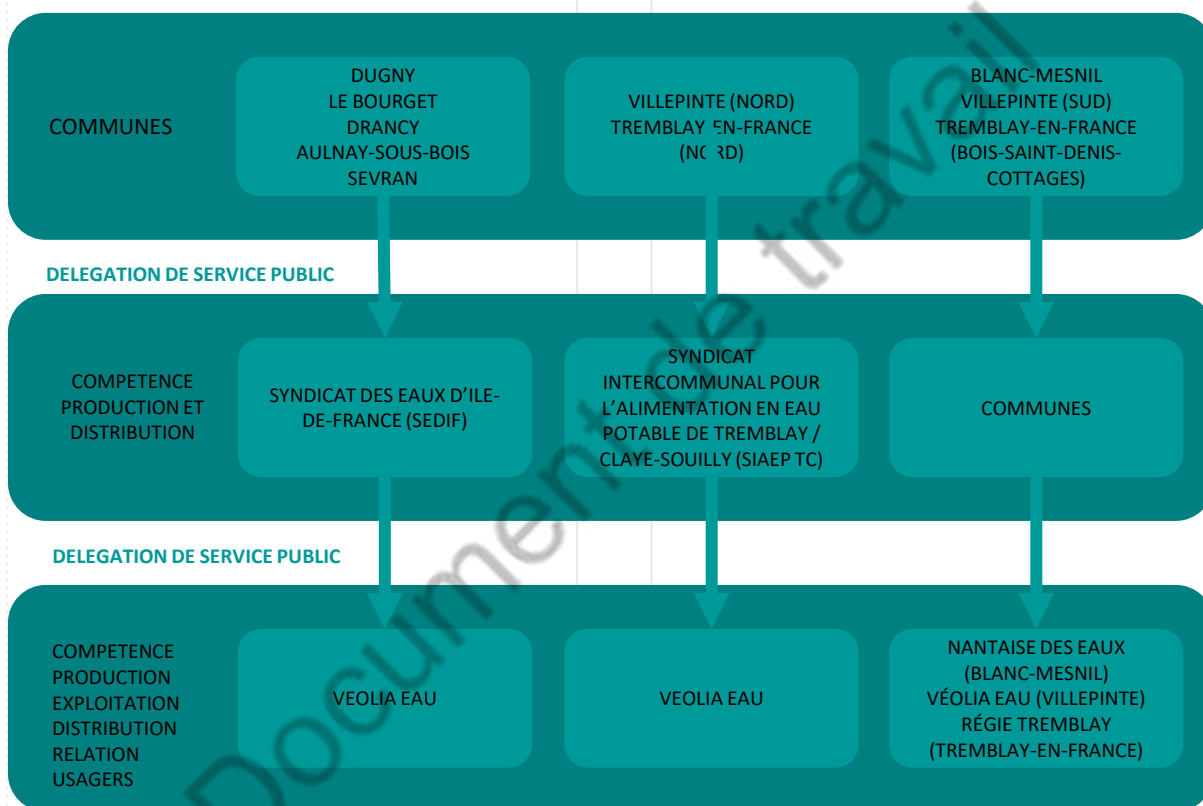 COMMUNES
DUGNY
LE BOURGET
DRANCY
AULNAY-SOUS-BOIS
SEVRAN
VILLEPINTE (NORD)
TREMBLAY-EN-FRANCE
(NORD)
BLANC-MESNIL
VILLEPINTE (SUD)
TREMBLAY-EN-FRANCE
(BOIS-SAINT-DENIS-
COTTAGES)
DELEGATION DE SERVICE PUBLIC
COMPETENCE
PRODUCTION ET
DISTRIBUTION
SYNDICAT DES EAUX D’ILE-
DE-FRANCE (SEDIF)
SYNDICAT
INTERCOMMUNAL POUR
L’ALIMENTATION EN EAU
POTABLE DE TREMBLAY /
CLAYE-SOUILLY (SIAEP TC)
COMMUNES
DELEGATION DE SERVICE PUBLIC
COMPETENCE
PRODUCTION
EXPLOITATION
DISTRIBUTION
RELATION
USAGERS
VEOLIA EAU
VEOLIA EAU
NANTAISE DES EAUX
(BLANC-MESNIL)
VÉOLIA EAU (VILLEPINTE)
RÉGIE TREMBLAY
(TREMBLAY-EN-FRANCE)
Document de travail